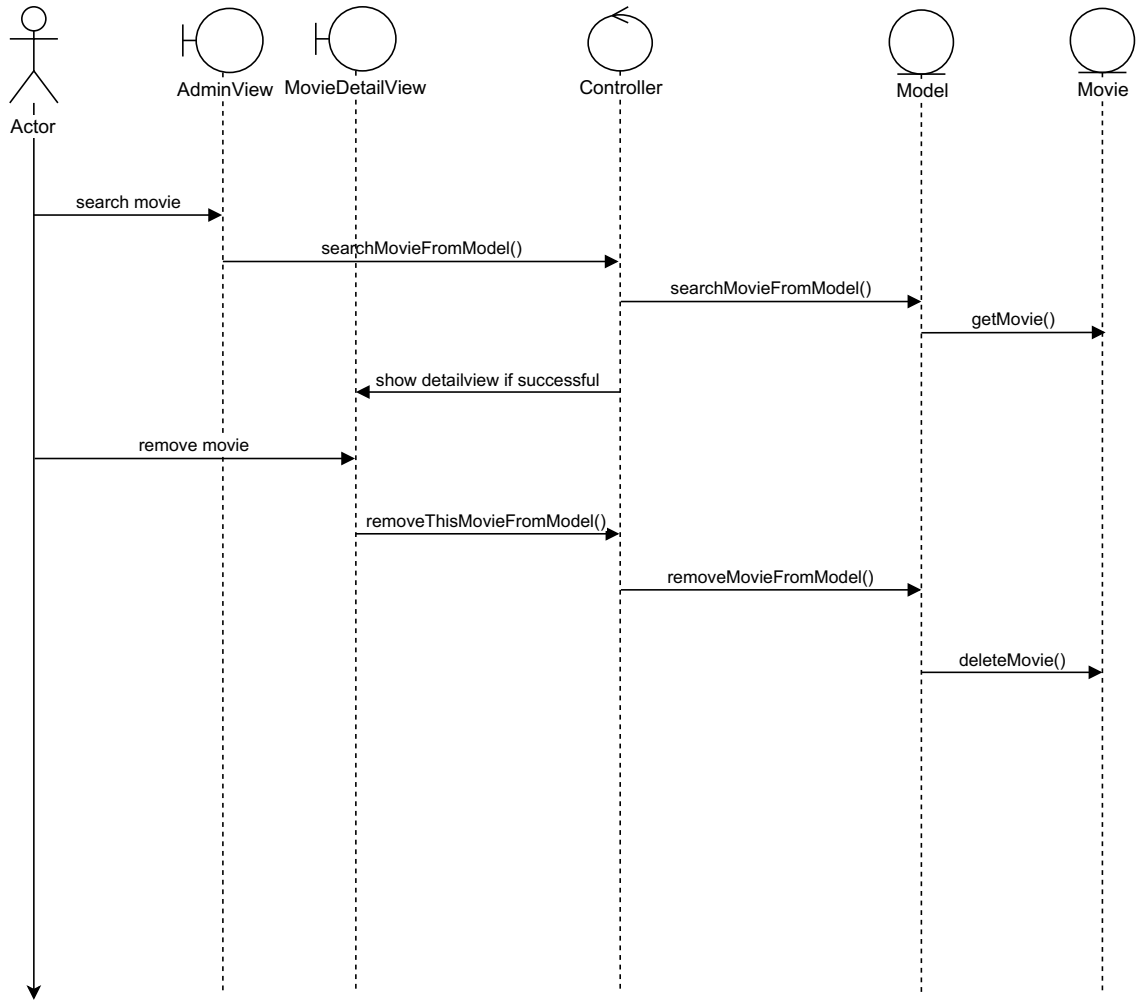 AdminView
MovieDetailView
Controller
Model
Movie
Actor
search movie
searchMovieFromModel()
searchMovieFromModel()
getMovie()
show detailview if successful
remove movie
removeThisMovieFromModel()
removeMovieFromModel()
deleteMovie()